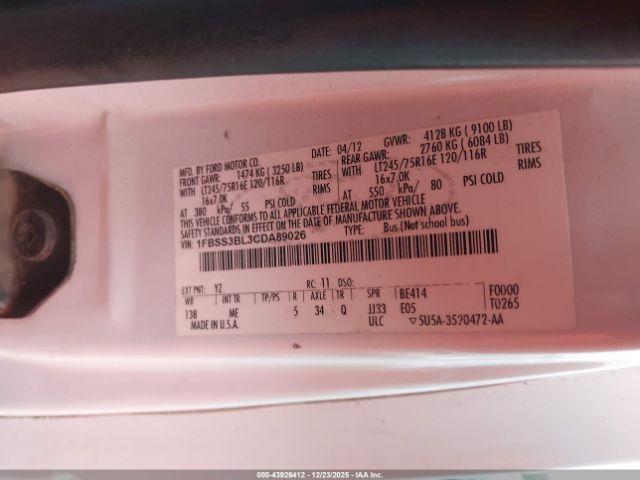 MFD. BY FORD MOTOR CO. DATE: 04/12 GVWR: 4128 KG ( 9100 LB)
FRONT GAWR: 1474 KG ( 3250 LB) REAR GAWR: 2760 KG ( 6084 LB)
WITH LT245/75R16E 120/116R TIRES WITH LT245/75R16E 120/116R TIRES
16x7.0K RIMS 16x7.0K RIMS
AT 380 kPa/ 55 PSI COLD AT 550 kPa/ 80 PSI COLD
THIS VEHICLE CONFORMS TO ALL APPLICABLE FEDERAL MOTOR VEHICLE
SAFETY STANDARDS IN EFFECT ON THE DATE OF MANUFACTURE SHOWN ABOVE.
VIN: 1FBSS3BL3CDA89026 TYPE: Bus (Not school bus)
EXT PNT: YZ RC: 11 DSO: F0000
WB INT TR TP/PS R AXLE TR SPR BE414 T0265
138 ME 5 34 Q JJ33 E05
MADE IN U.S.A. ULC 5U5A-3520472-AA
000-43926412 - 12/23/2025 - IAA Inc.